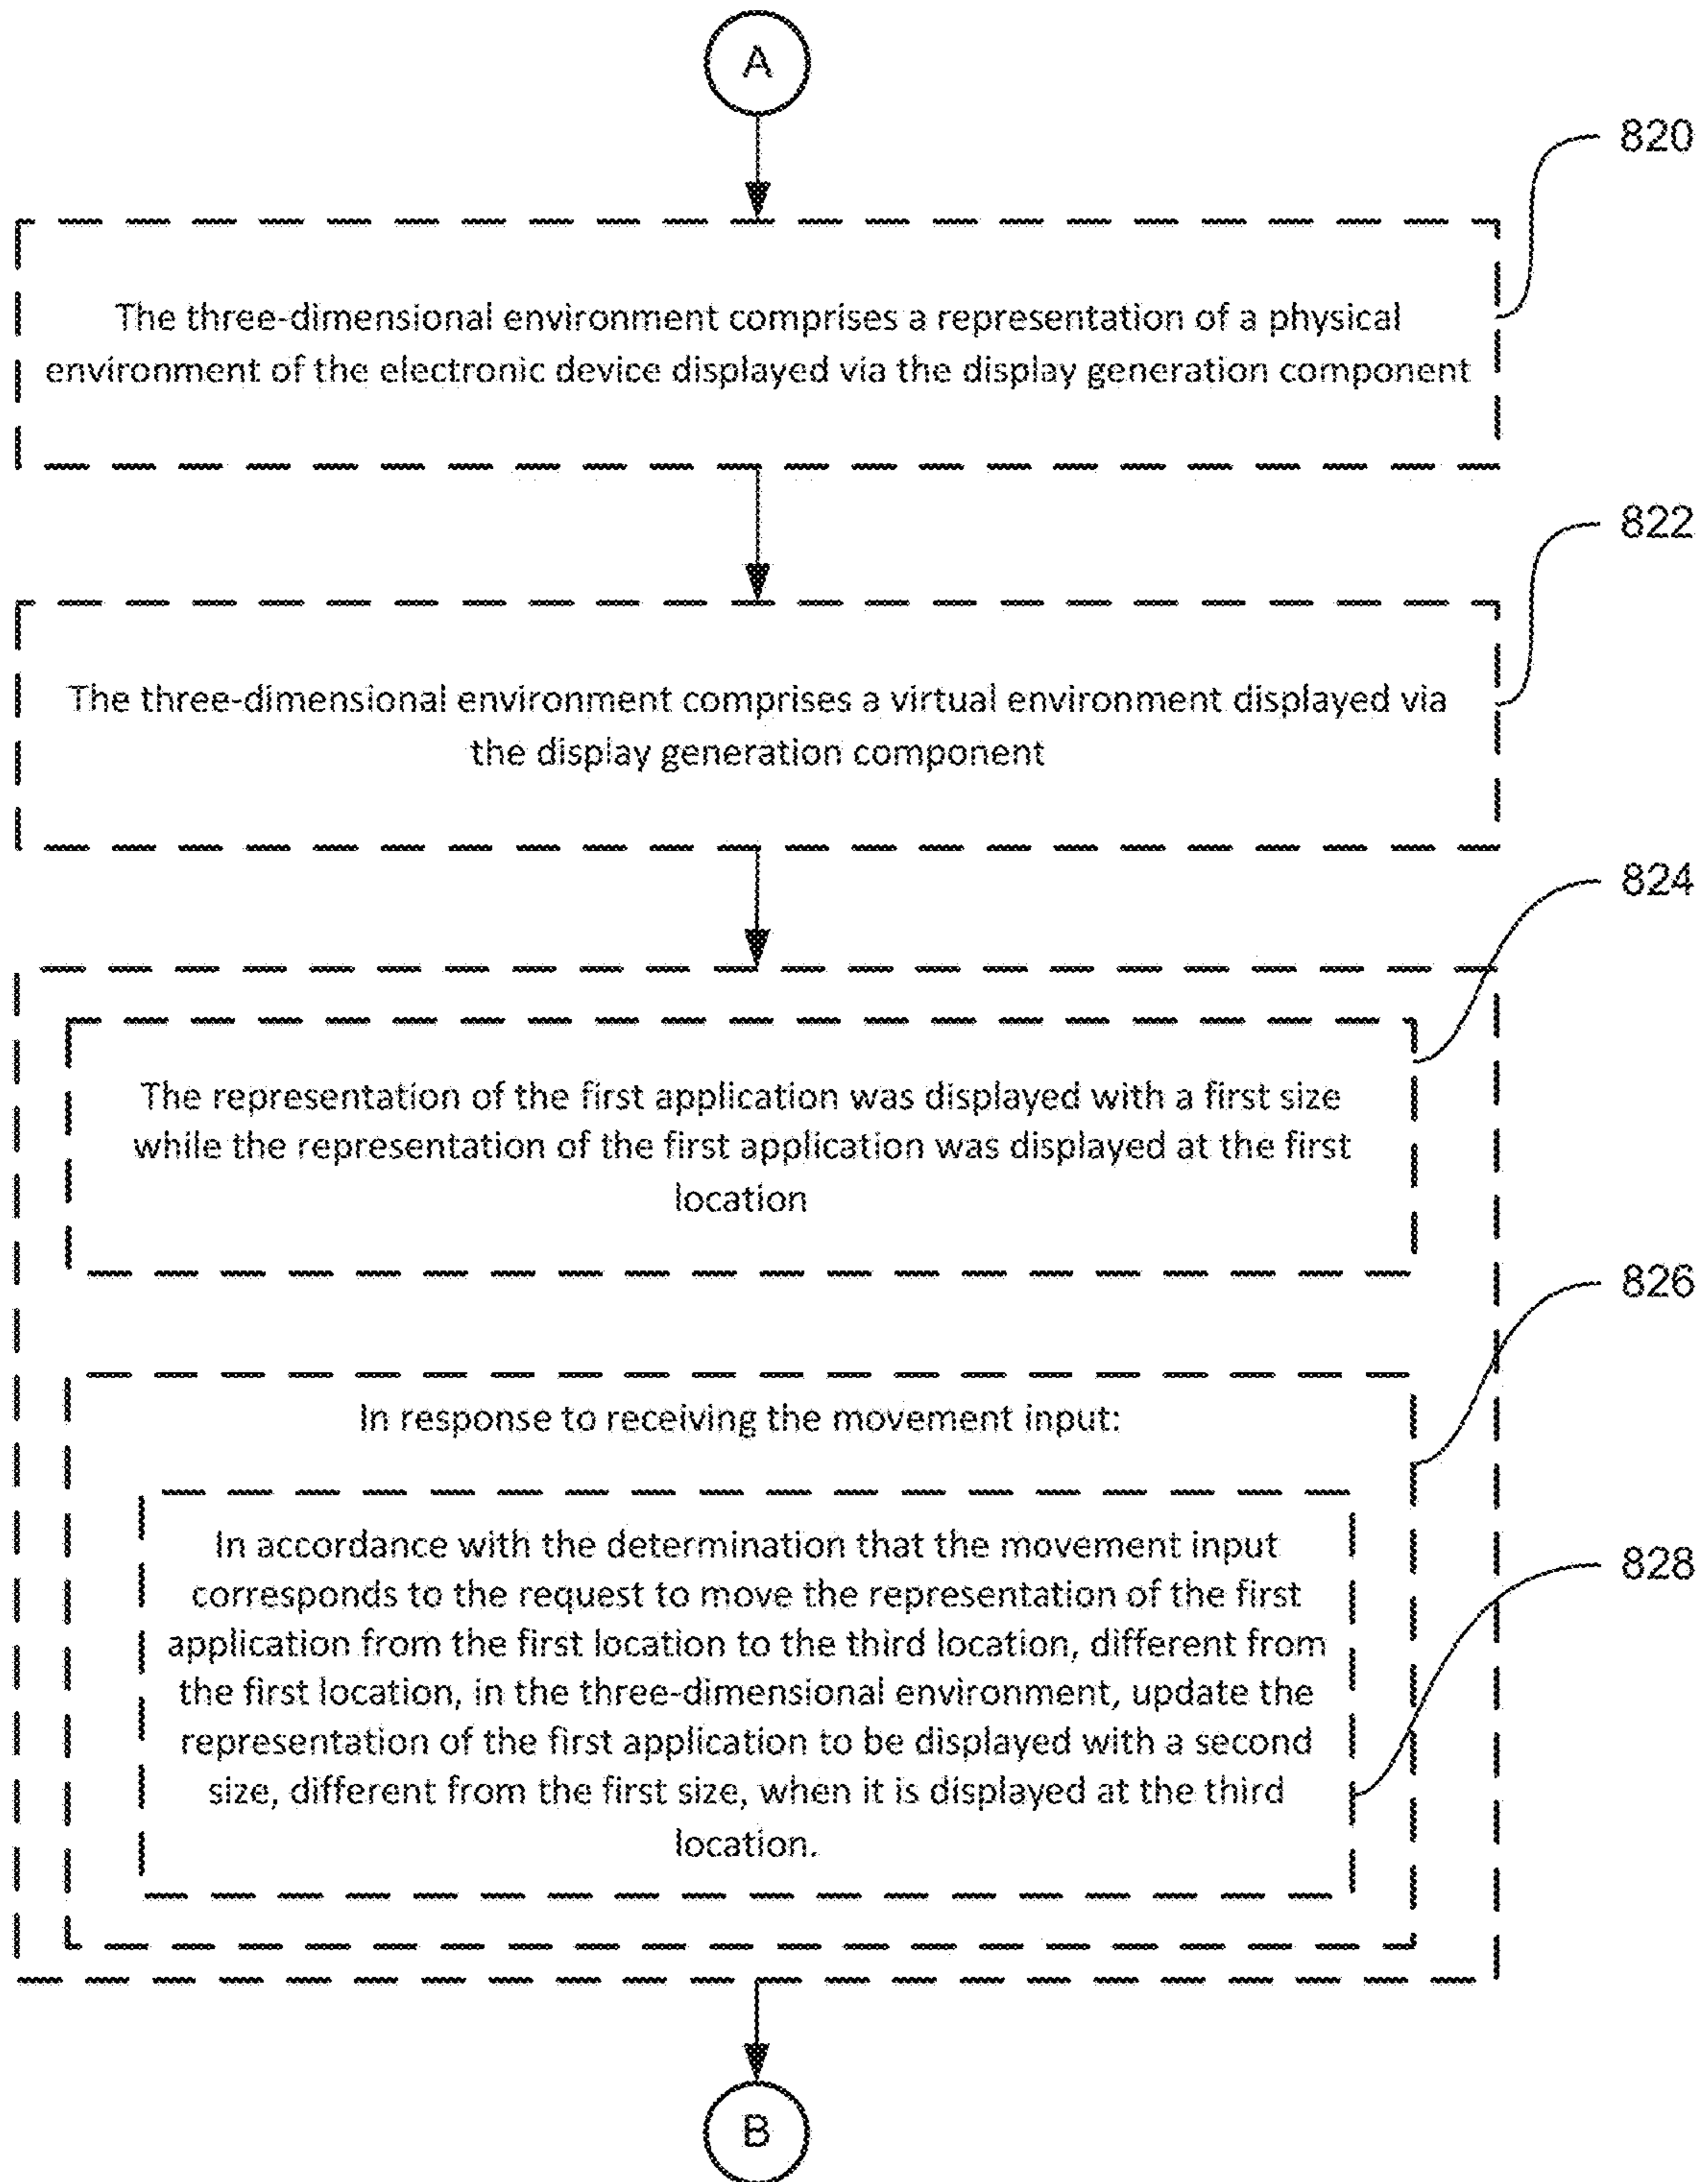 A
820
The three-dimensional environment comprises a representation of a physical
environment of the electronic device displayed via the display generation component
822
The three-dimensional environment comprises a virtual environment displayed via
the display generation component
824
The representation of the first application was displayed with a first size
while the representation of the first application was displayed at the first
location
826
In response to receiving the movement input:
828
In accordance with the determination that the movement input
corresponds to the request to move the representation of the first
application from the first location to the third location, different from
the first location, in the three-dimensional environment, update the
representation of the first application to be displayed with a second
size, different from the first size, when it is displayed at the third
location.
B